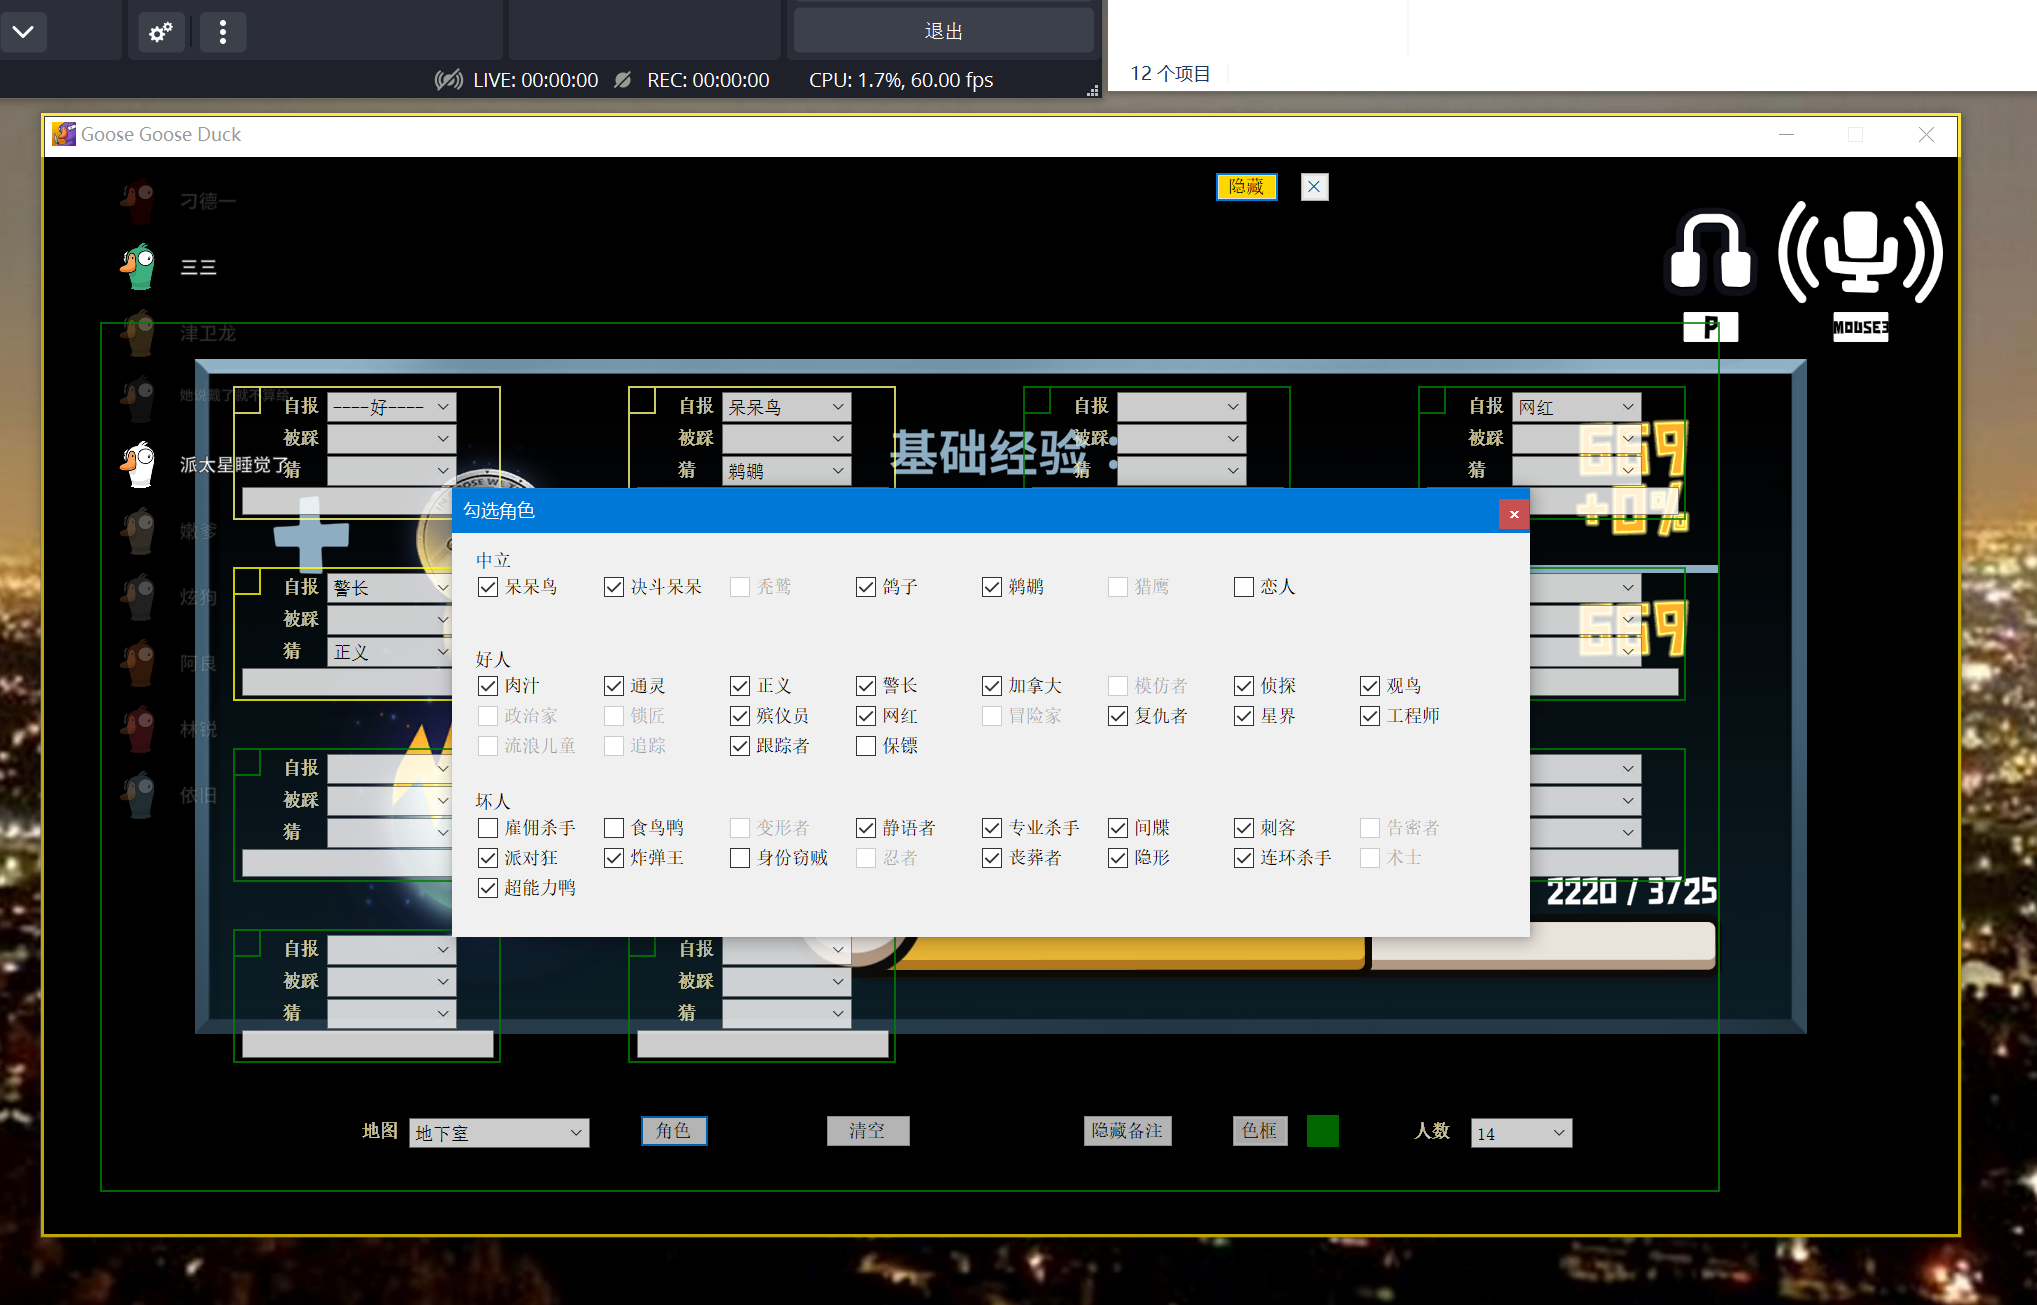 退出
LIVE: 00:00:00 REC: 00:00:00 CPU: 1.7%, 60.00 fps
12 个项目
Goose Goose Duck
隐藏
刁德一
三三
P MOUSE3
津卫龙
她说戴了就不算给
自报 ----好---- 自报 呆呆鸟 自报 自报 网红
被踩 被踩 被踩 被踩
基础经验：
669
派太星睡觉了
猜 猜 鹈鹕 猜 猜
+0%
勾选角色
嫩爹
中立
呆呆鸟 决斗呆呆 秃鹫 鸽子 鹈鹕 猎鹰 恋人
自报 警长
炫狗
被踩
669
猜 正义
阿良
好人
肉汁 通灵 正义 警长 加拿大 模仿者 侦探 观鸟
政治家 锁匠 殡仪员 网红 冒险家 复仇者 星界 工程师
流浪儿童 追踪 跟踪者 保镖
林锐
自报
依旧
被踩
猜
坏人
雇佣杀手 食鸟鸭 变形者 静语者 专业杀手 间牒 刺客 告密者
派对狂 炸弹王 身份窃贼 忍者 丧葬者 隐形 连环杀手 术士
超能力鸭
2220 / 3725
自报 自报
被踩 被踩
猜 猜
地图 地下室 角色 清空 隐藏备注 色框 人数 14